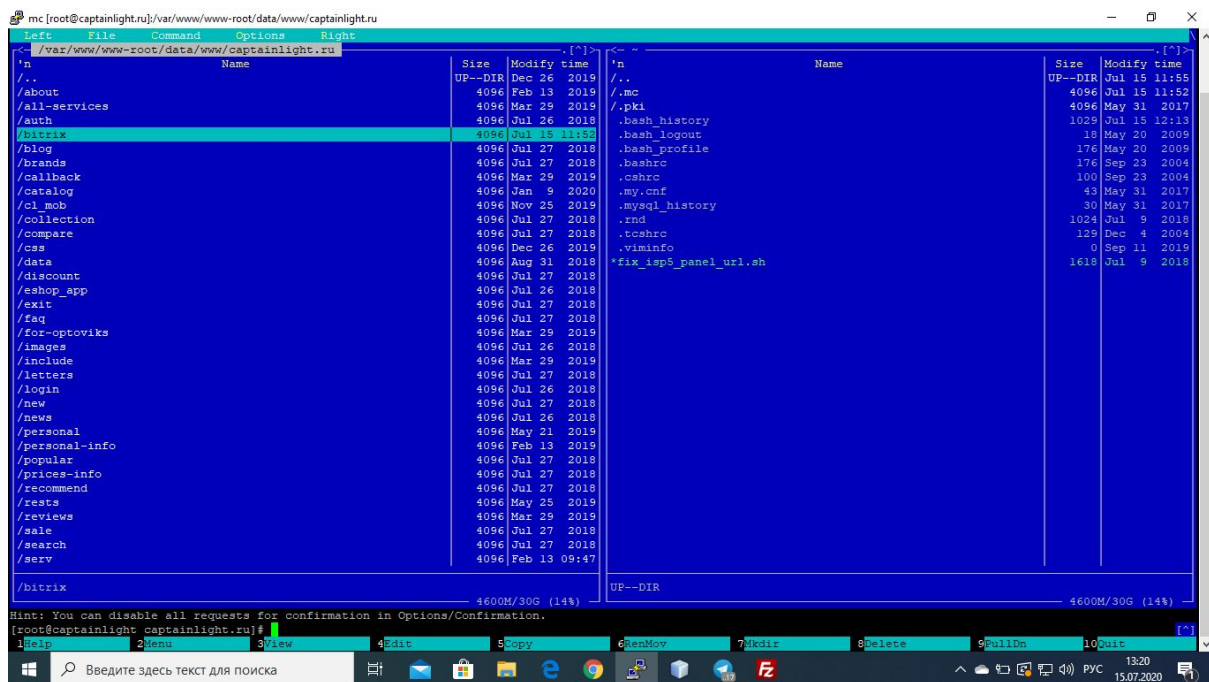 mc [root@captainlight.ru]:/var/www/www-root/data/www/captainlight.ru
Left File Command Options Right
<- /var/www/www-root/data/www/captainlight.ru .[^]> <- ~ .[^]>
'n Name Size Modify time 'n Name Size Modify time
/.. UP--DIR Dec 26 2019 /.. UP--DIR Jul 15 11:55
/about 4096 Feb 13 2019 /.mc 4096 Jul 15 11:52
/all-services 4096 Mar 29 2019 /.pki 4096 May 31 2017
/auth 4096 Jul 26 2018 .bash_history 1029 Jul 15 12:13
/bitrix 4096 Jul 15 11:52 .bash_logout 18 May 20 2009
/blog 4096 Jul 27 2018 .bash_profile 176 May 20 2009
/brands 4096 Jul 27 2018 .bashrc 176 Sep 23 2004
/callback 4096 Mar 29 2019 .cshrc 100 Sep 23 2004
/catalog 4096 Jan 9 2020 .my.cnf 43 May 31 2017
/cl_mob 4096 Nov 25 2019 .mysql_history 30 May 31 2017
/collection 4096 Jul 27 2018 .rnd 1024 Jul 9 2018
/compare 4096 Jul 27 2018 .tcshrc 129 Dec 4 2004
/css 4096 Dec 26 2019 .viminfo 0 Sep 11 2019
/data 4096 Aug 31 2018 *fix_isp5_panel_url.sh 1618 Jul 9 2018
/discount 4096 Jul 27 2018
/eshop_app 4096 Jul 26 2018
/exit 4096 Jul 27 2018
/faq 4096 Jul 27 2018
/for-optoviks 4096 Mar 29 2019
/images 4096 Jul 26 2018
/include 4096 Mar 29 2019
/letters 4096 Jul 27 2018
/login 4096 Jul 26 2018
/new 4096 Jul 27 2018
/news 4096 Jul 26 2018
/personal 4096 May 21 2019
/personal-info 4096 Feb 13 2019
/popular 4096 Jul 27 2018
/prices-info 4096 Jul 27 2018
/recommend 4096 Jul 27 2018
/rests 4096 May 25 2019
/reviews 4096 Mar 29 2019
/sale 4096 Jul 27 2018
/search 4096 Jul 27 2018
/serv 4096 Feb 13 09:47
/bitrix UP--DIR
4600M/30G (14%) 4600M/30G (14%)
Hint: You can disable all requests for confirmation in Options/Confirmation.
[root@captainlight captainlight.ru]# [^]
1Help 2Menu 3View 4Edit 5Copy 6RenMov 7Mkdir 8Delete 9PullDn 10Quit
Введите здесь текст для поиска РУС 13:20
15.07.2020